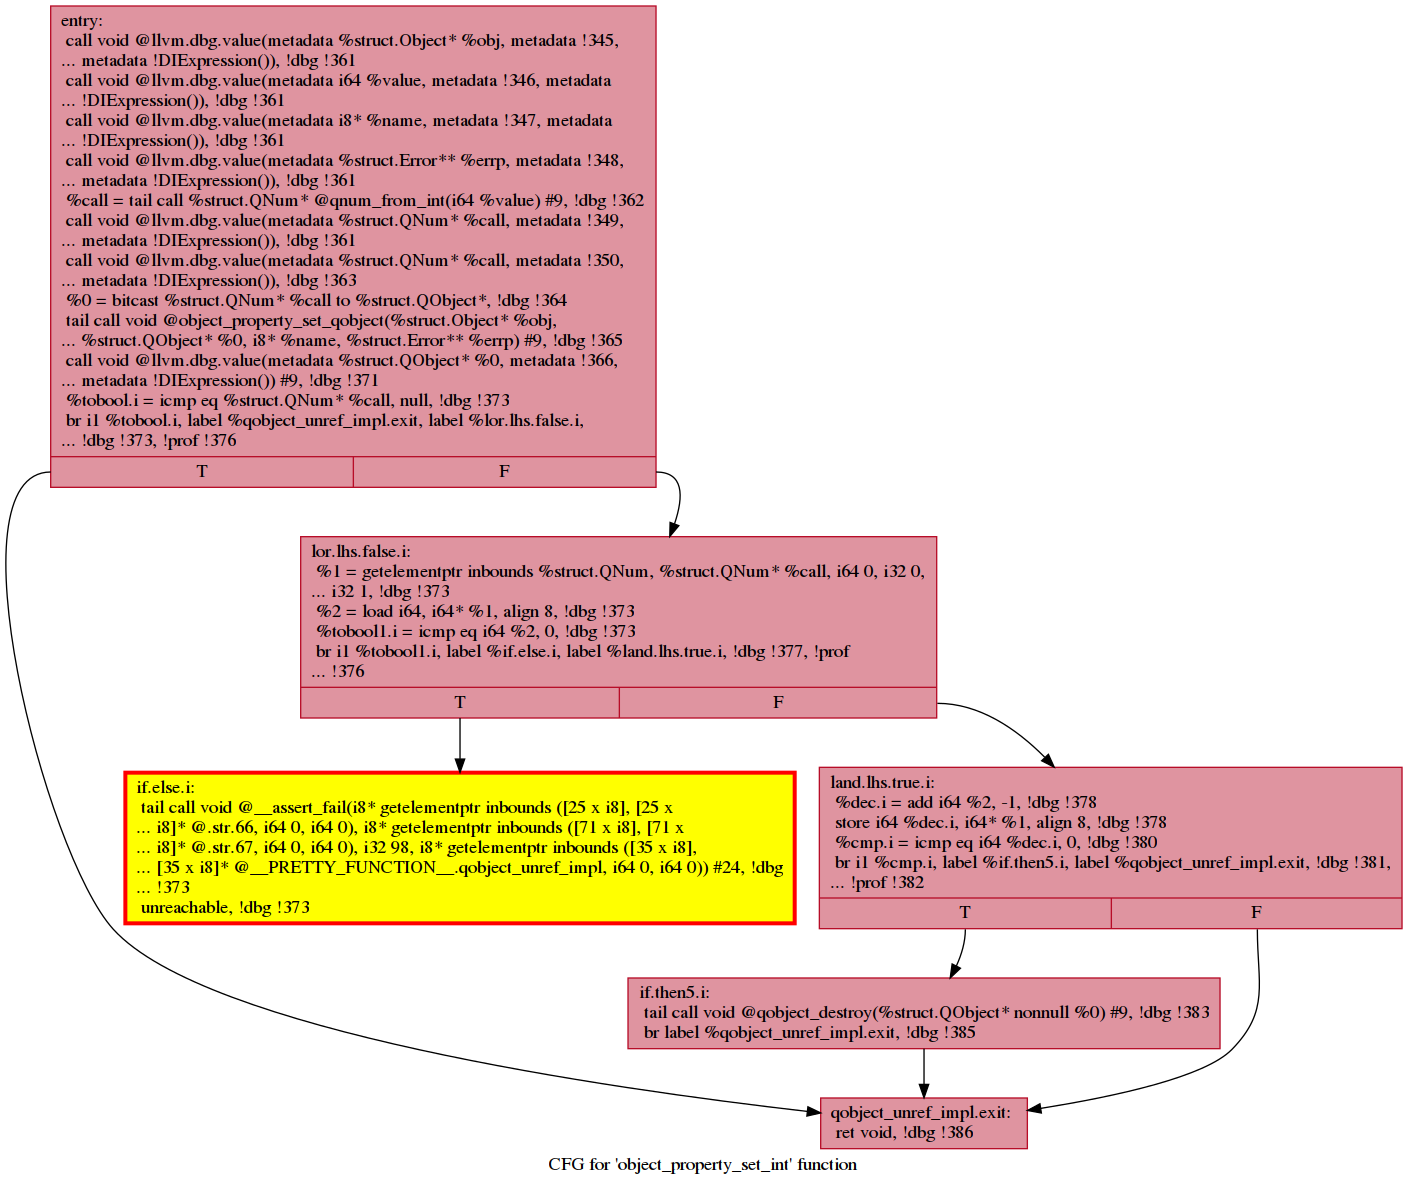 entry:
call void @llvm.dbg.value(metadata %struct.Object* %obj, metadata !345,
... metadata !DIExpression()), !dbg !361
call void @llvm.dbg.value(metadata i64 %value, metadata !346, metadata
... !DIExpression()), !dbg !361
call void @llvm.dbg.value(metadata i8* %name, metadata !347, metadata
... !DIExpression()), !dbg !361
call void @llvm.dbg.value(metadata %struct.Error** %errp, metadata !348,
... metadata !DIExpression()), !dbg !361
%call = tail call %struct.QNum* @qnum_from_int(i64 %value) #9, !dbg !362
call void @llvm.dbg.value(metadata %struct.QNum* %call, metadata !349,
... metadata !DIExpression()), !dbg !361
call void @llvm.dbg.value(metadata %struct.QNum* %call, metadata !350,
... metadata !DIExpression()), !dbg !363
%0 = bitcast %struct.QNum* %call to %struct.QObject*, !dbg !364
tail call void @object_property_set_qobject(%struct.Object* %obj,
... %struct.QObject* %0, i8* %name, %struct.Error** %errp) #9, !dbg !365
call void @llvm.dbg.value(metadata %struct.QObject* %0, metadata !366,
... metadata !DIExpression()) #9, !dbg !371
%tobool.i = icmp eq %struct.QNum* %call, null, !dbg !373
br i1 %tobool.i, label %qobject_unref_impl.exit, label %lor.lhs.false.i,
... !dbg !373, !prof !376
T F
lor.lhs.false.i:
%1 = getelementptr inbounds %struct.QNum, %struct.QNum* %call, i64 0, i32 0,
... i32 1, !dbg !373
%2 = load i64, i64* %1, align 8, !dbg !373
%tobool1.i = icmp eq i64 %2, 0, !dbg !373
br i1 %tobool1.i, label %if.else.i, label %land.lhs.true.i, !dbg !377, !prof
... !376
T F
if.else.i:
tail call void @__assert_fail(i8* getelementptr inbounds ([25 x i8], [25 x
... i8]* @.str.66, i64 0, i64 0), i8* getelementptr inbounds ([71 x i8], [71 x
... i8]* @.str.67, i64 0, i64 0), i32 98, i8* getelementptr inbounds ([35 x i8],
... [35 x i8]* @__PRETTY_FUNCTION__.qobject_unref_impl, i64 0, i64 0)) #24, !dbg
... !373
unreachable, !dbg !373
land.lhs.true.i:
%dec.i = add i64 %2, -1, !dbg !378
store i64 %dec.i, i64* %1, align 8, !dbg !378
%cmp.i = icmp eq i64 %dec.i, 0, !dbg !380
br i1 %cmp.i, label %if.then5.i, label %qobject_unref_impl.exit, !dbg !381,
... !prof !382
T F
if.then5.i:
tail call void @qobject_destroy(%struct.QObject* nonnull %0) #9, !dbg !383
br label %qobject_unref_impl.exit, !dbg !385
qobject_unref_impl.exit:
ret void, !dbg !386
CFG for 'object_property_set_int' function